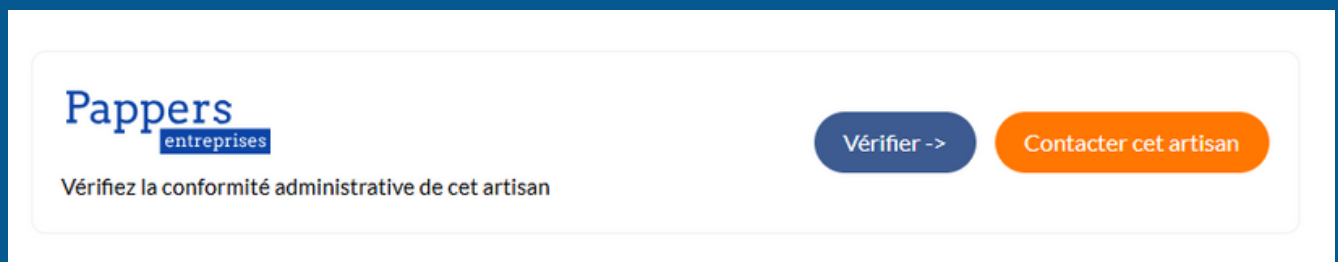 Pappers
entreprises
Vérifiez la conformité administrative de cet artisan
Vérifier ->
Contacter cet artisan